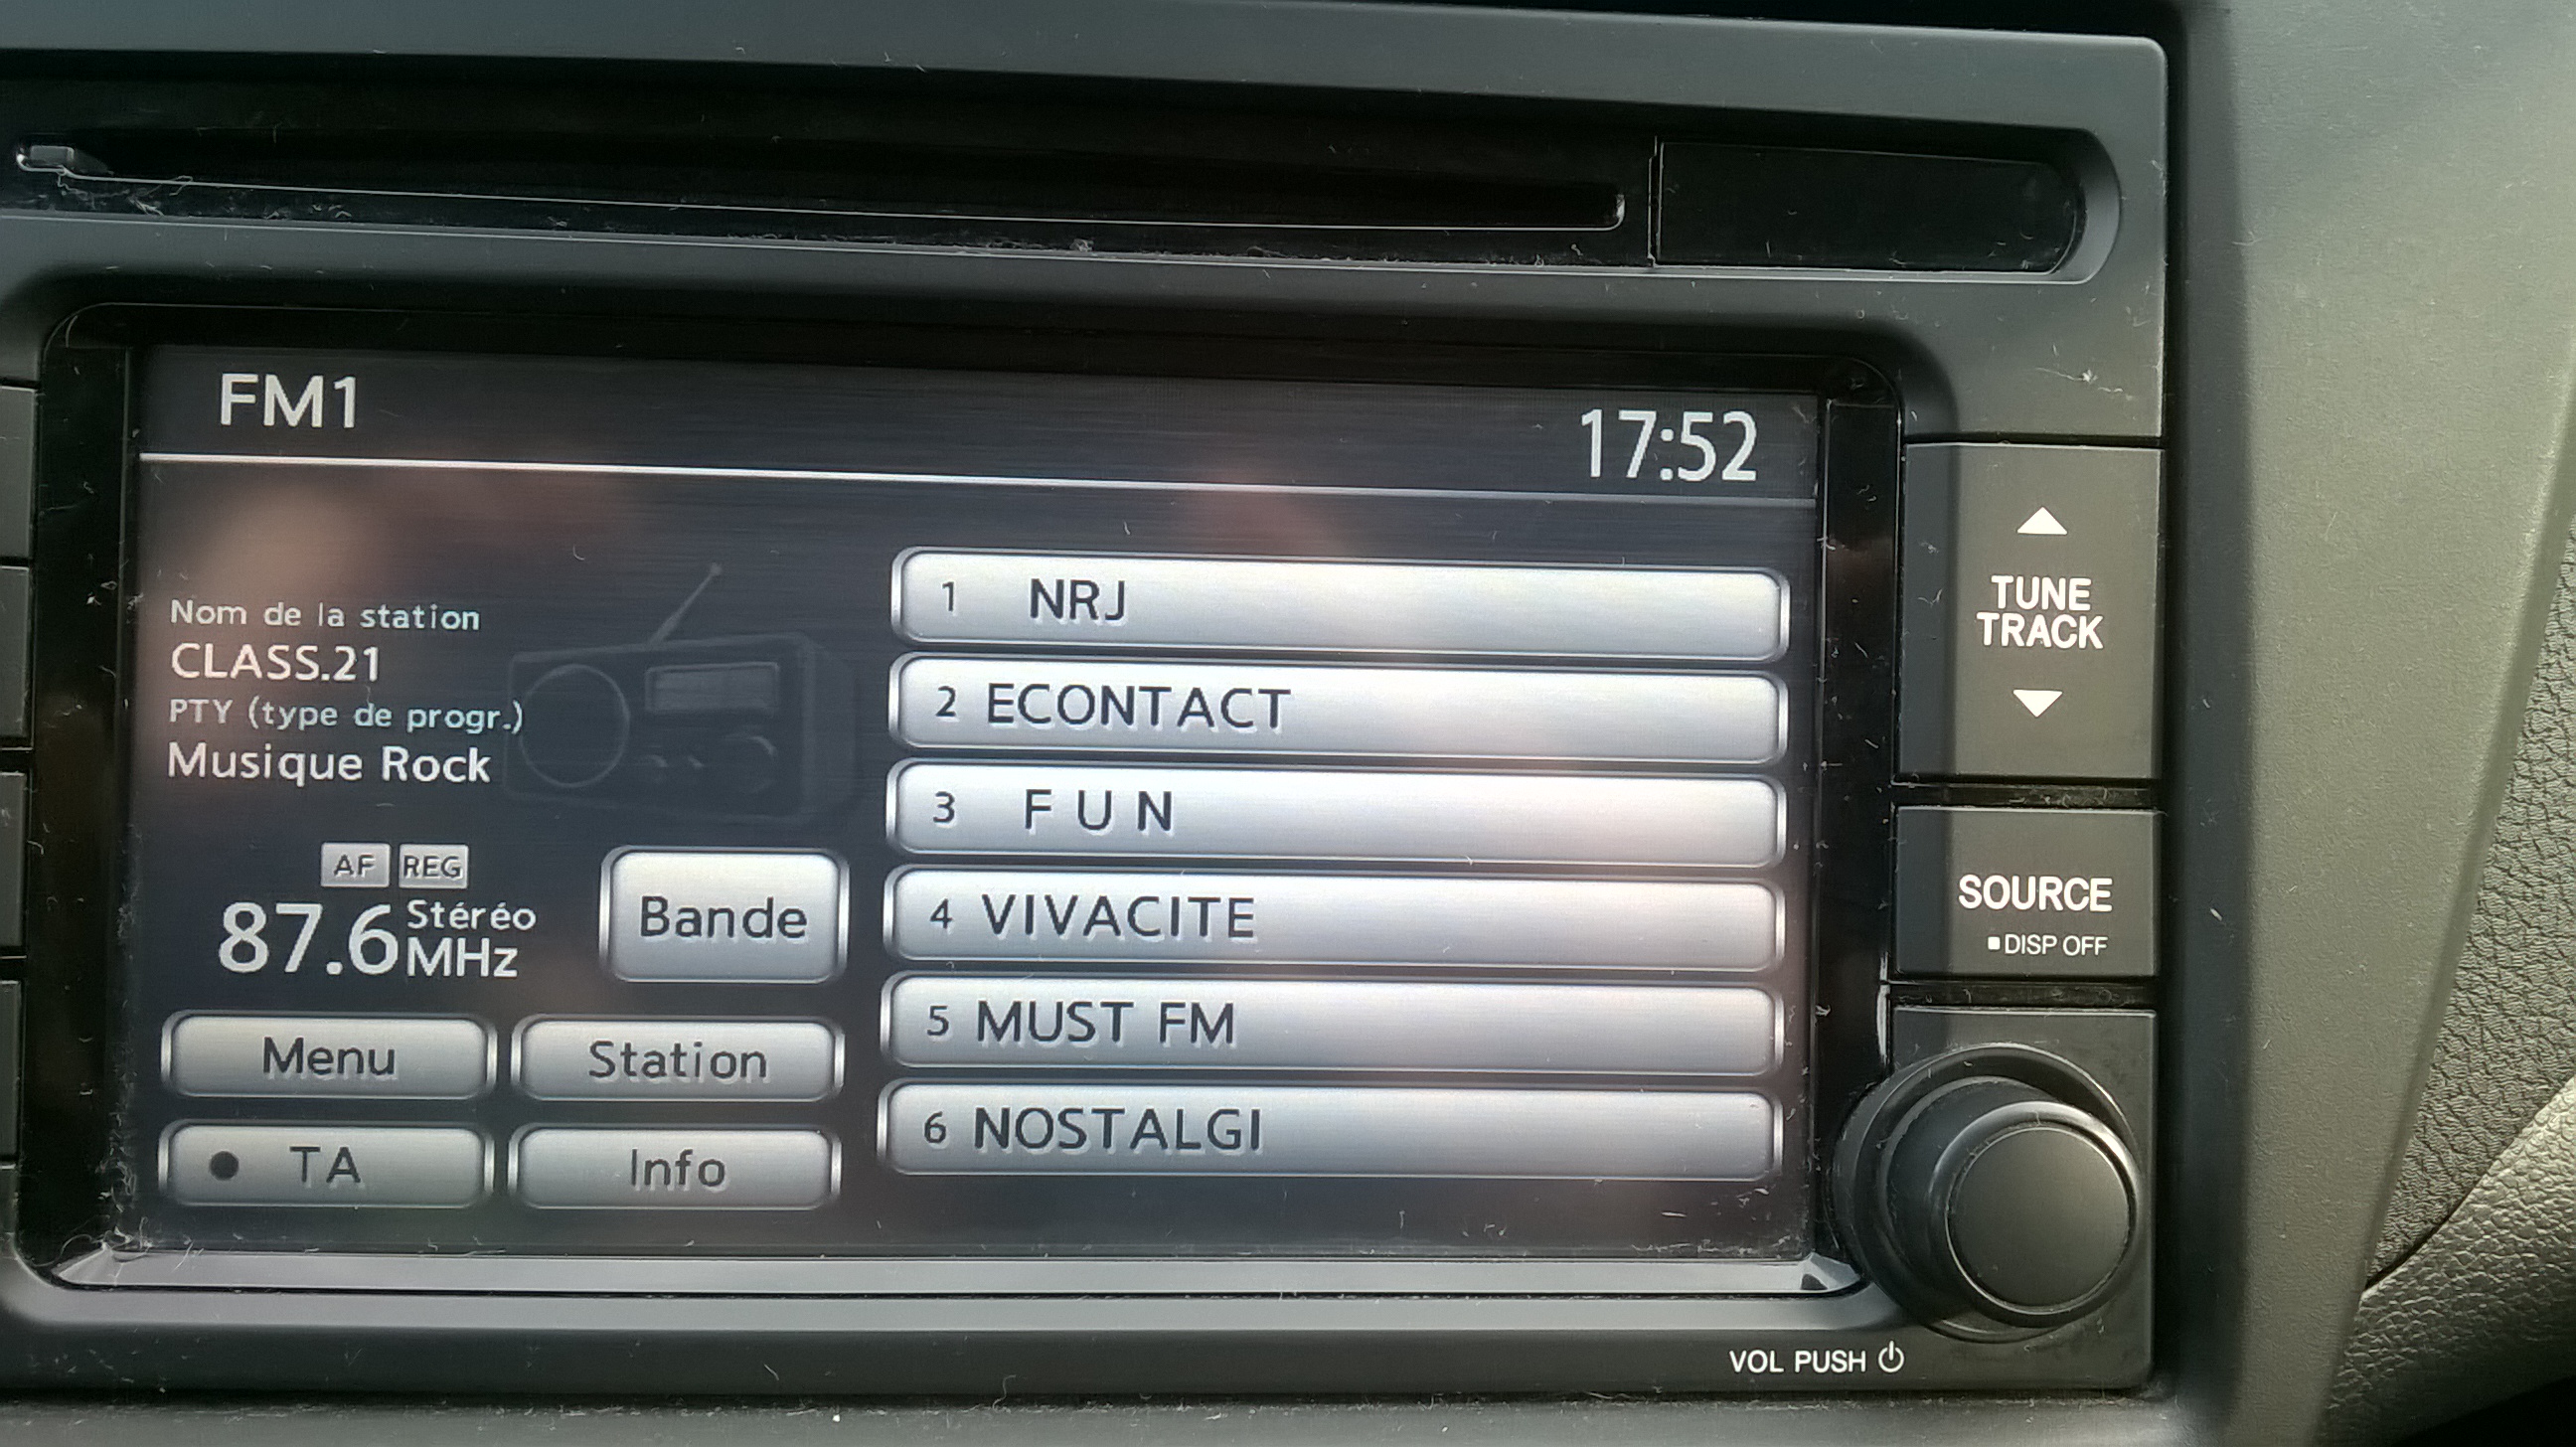 FM1
17:52
Nom de la station
CLASS.21
PTY (type de progr.)
Musique Rock
AF REG
87.6 Stéréo
MHz
Bande
Menu
Station
TA
Info
1 NRJ
2 ECONTACT
3 F U N
4 VIVACITE
5 MUST FM
6 NOSTALGI
TUNE
TRACK
SOURCE
DISP OFF
VOL PUSH